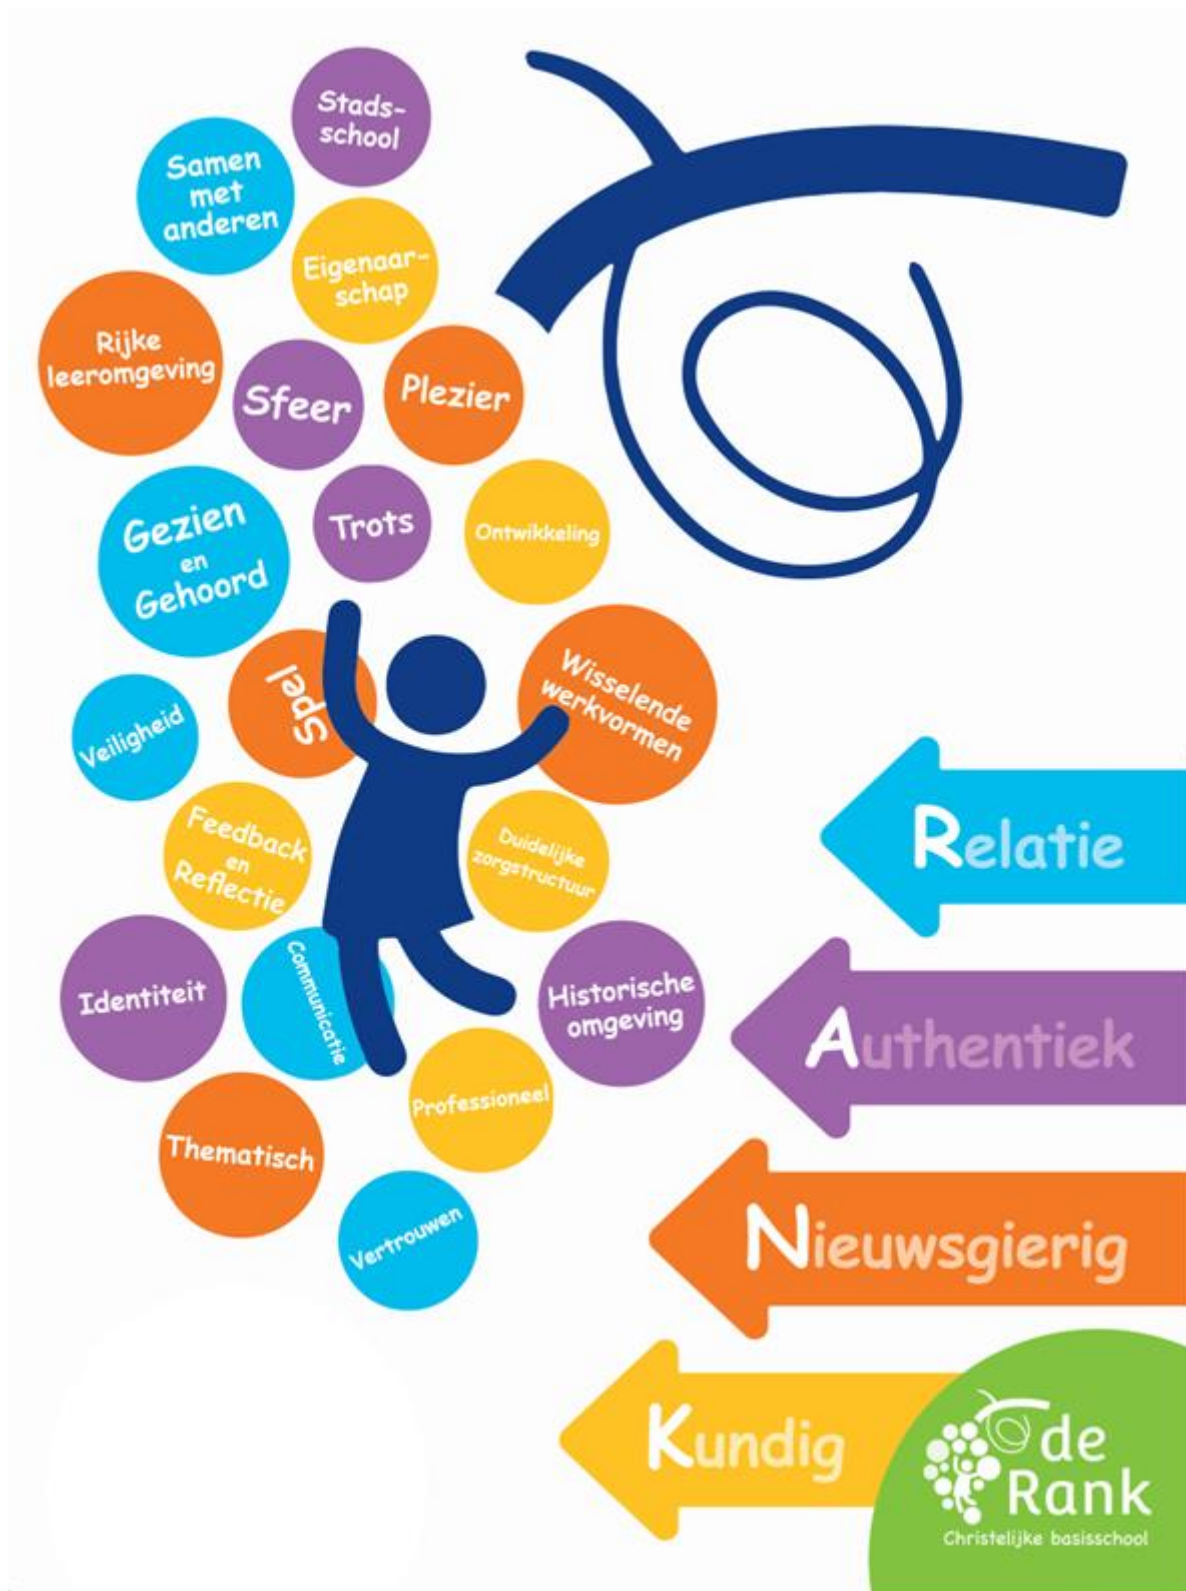 Stads-
school
Samen
met
anderen
Eigenaar-
schap
Rijke
leeromgeving
Sfeer
Plezier
Gezien
en
Gehoord
Trots
Ontwikkeling
Spel
Wisselende
werkvormen
Veiligheid
Feedback
en
Reflectie
Duidelijke
zorgstructuur
Identiteit
Communicatie
Historische
omgeving
Professioneel
Thematisch
Vertrouwen
Relatie
Authentiek
Nieuwsgierig
Kundig
de
Rank
Christelijke basisschool